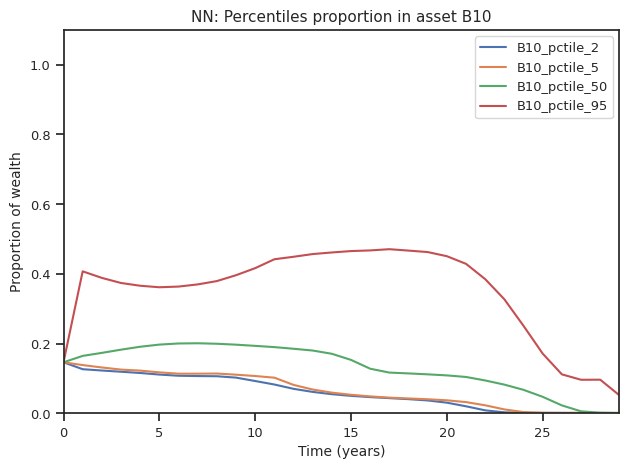 NN: Percentiles proportion in asset B10
B10_pctile_2
B10_pctile_5
B10_pctile_50
B10_pctile_95
Proportion of wealth
1.0
0.8
0.6
0.4
0.2
0.0
0 5 10 15 20 25
Time (years)